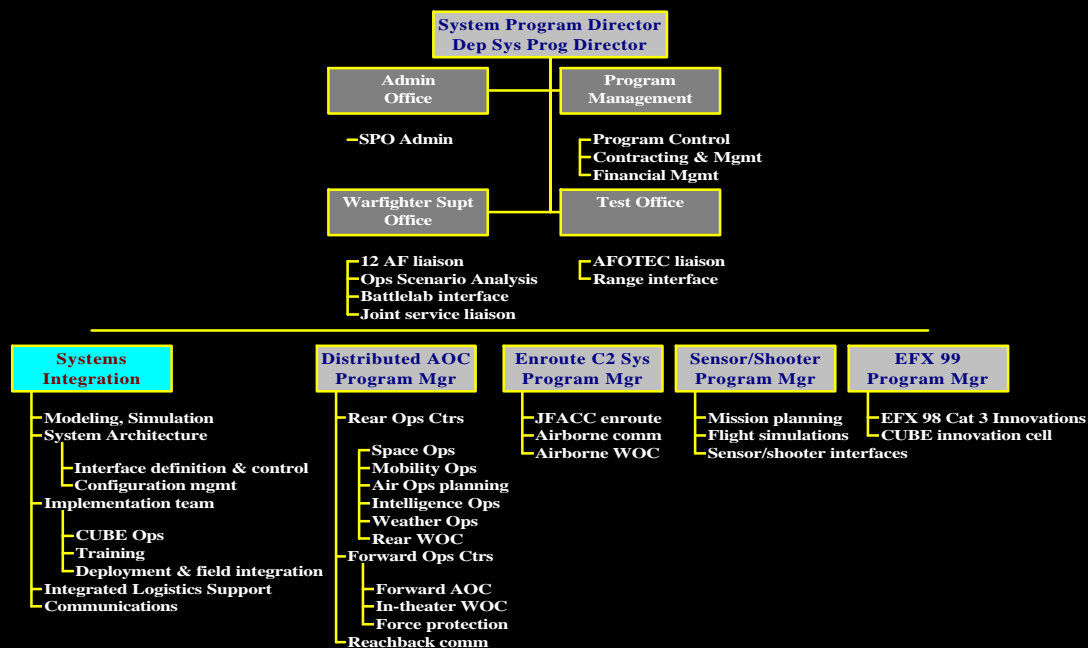 System Program Director
Dep Sys Prog Director
Admin
Office
Program
Management
SPO Admin
Program Control
Contracting & Mgmt
Financial Mgmt
Warfighter Supt
Office
Test Office
12 AF liaison
Ops Scenario Analysis
Battlelab interface
Joint service liaison
AFOTEC liaison
Range interface
Systems
Integration
Modeling, Simulation
System Architecture
Interface definition & control
Configuration mgmt
Implementation team
CUBE Ops
Training
Deployment & field integration
Integrated Logistics Support
Communications
Distributed AOC
Program Mgr
Rear Ops Ctrs
Space Ops
Mobility Ops
Air Ops planning
Intelligence Ops
Weather Ops
Rear WOC
Forward Ops Ctrs
Forward AOC
In-theater WOC
Force protection
Reachback comm
Enroute C2 Sys
Program Mgr
JFACC enroute
Airborne comm
Airborne WOC
Sensor/Shooter
Program Mgr
Mission planning
Flight simulations
Sensor/shooter interfaces
EFX 99
Program Mgr
EFX 98 Cat 3 Innovations
CUBE innovation cell